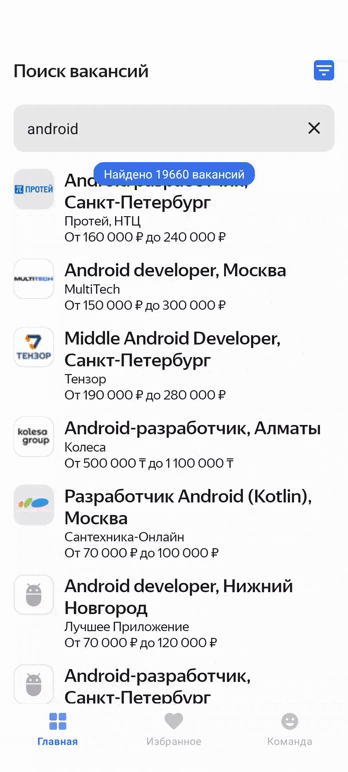 Поиск вакансий
android
Найдено 19660 вакансий
Санкт-Петербург
ПРОТЕЙ
Протей, НТЦ
От 160 000 ₽ до 240 000 ₽
MULTITECH
Android developer, Москва
MultiTech
От 150 000 ₽ до 300 000 ₽
ТЕНЗОР
Middle Android Developer,
Санкт-Петербург
Тензор
От 190 000 ₽ до 280 000 ₽
kolesa
group
Android-разработчик, Алматы
Колеса
От 500 000 ₸ до 1 100 000 ₸
Разработчик Android (Kotlin),
Москва
Сантехника-Онлайн
От 70 000 ₽ до 100 000 ₽
Android developer, Нижний
Новгород
Лучшее Приложение
От 70 000 ₽ до 120 000 ₽
Android-разработчик,
Санкт-Петербург
Главная
Избранное
Команда